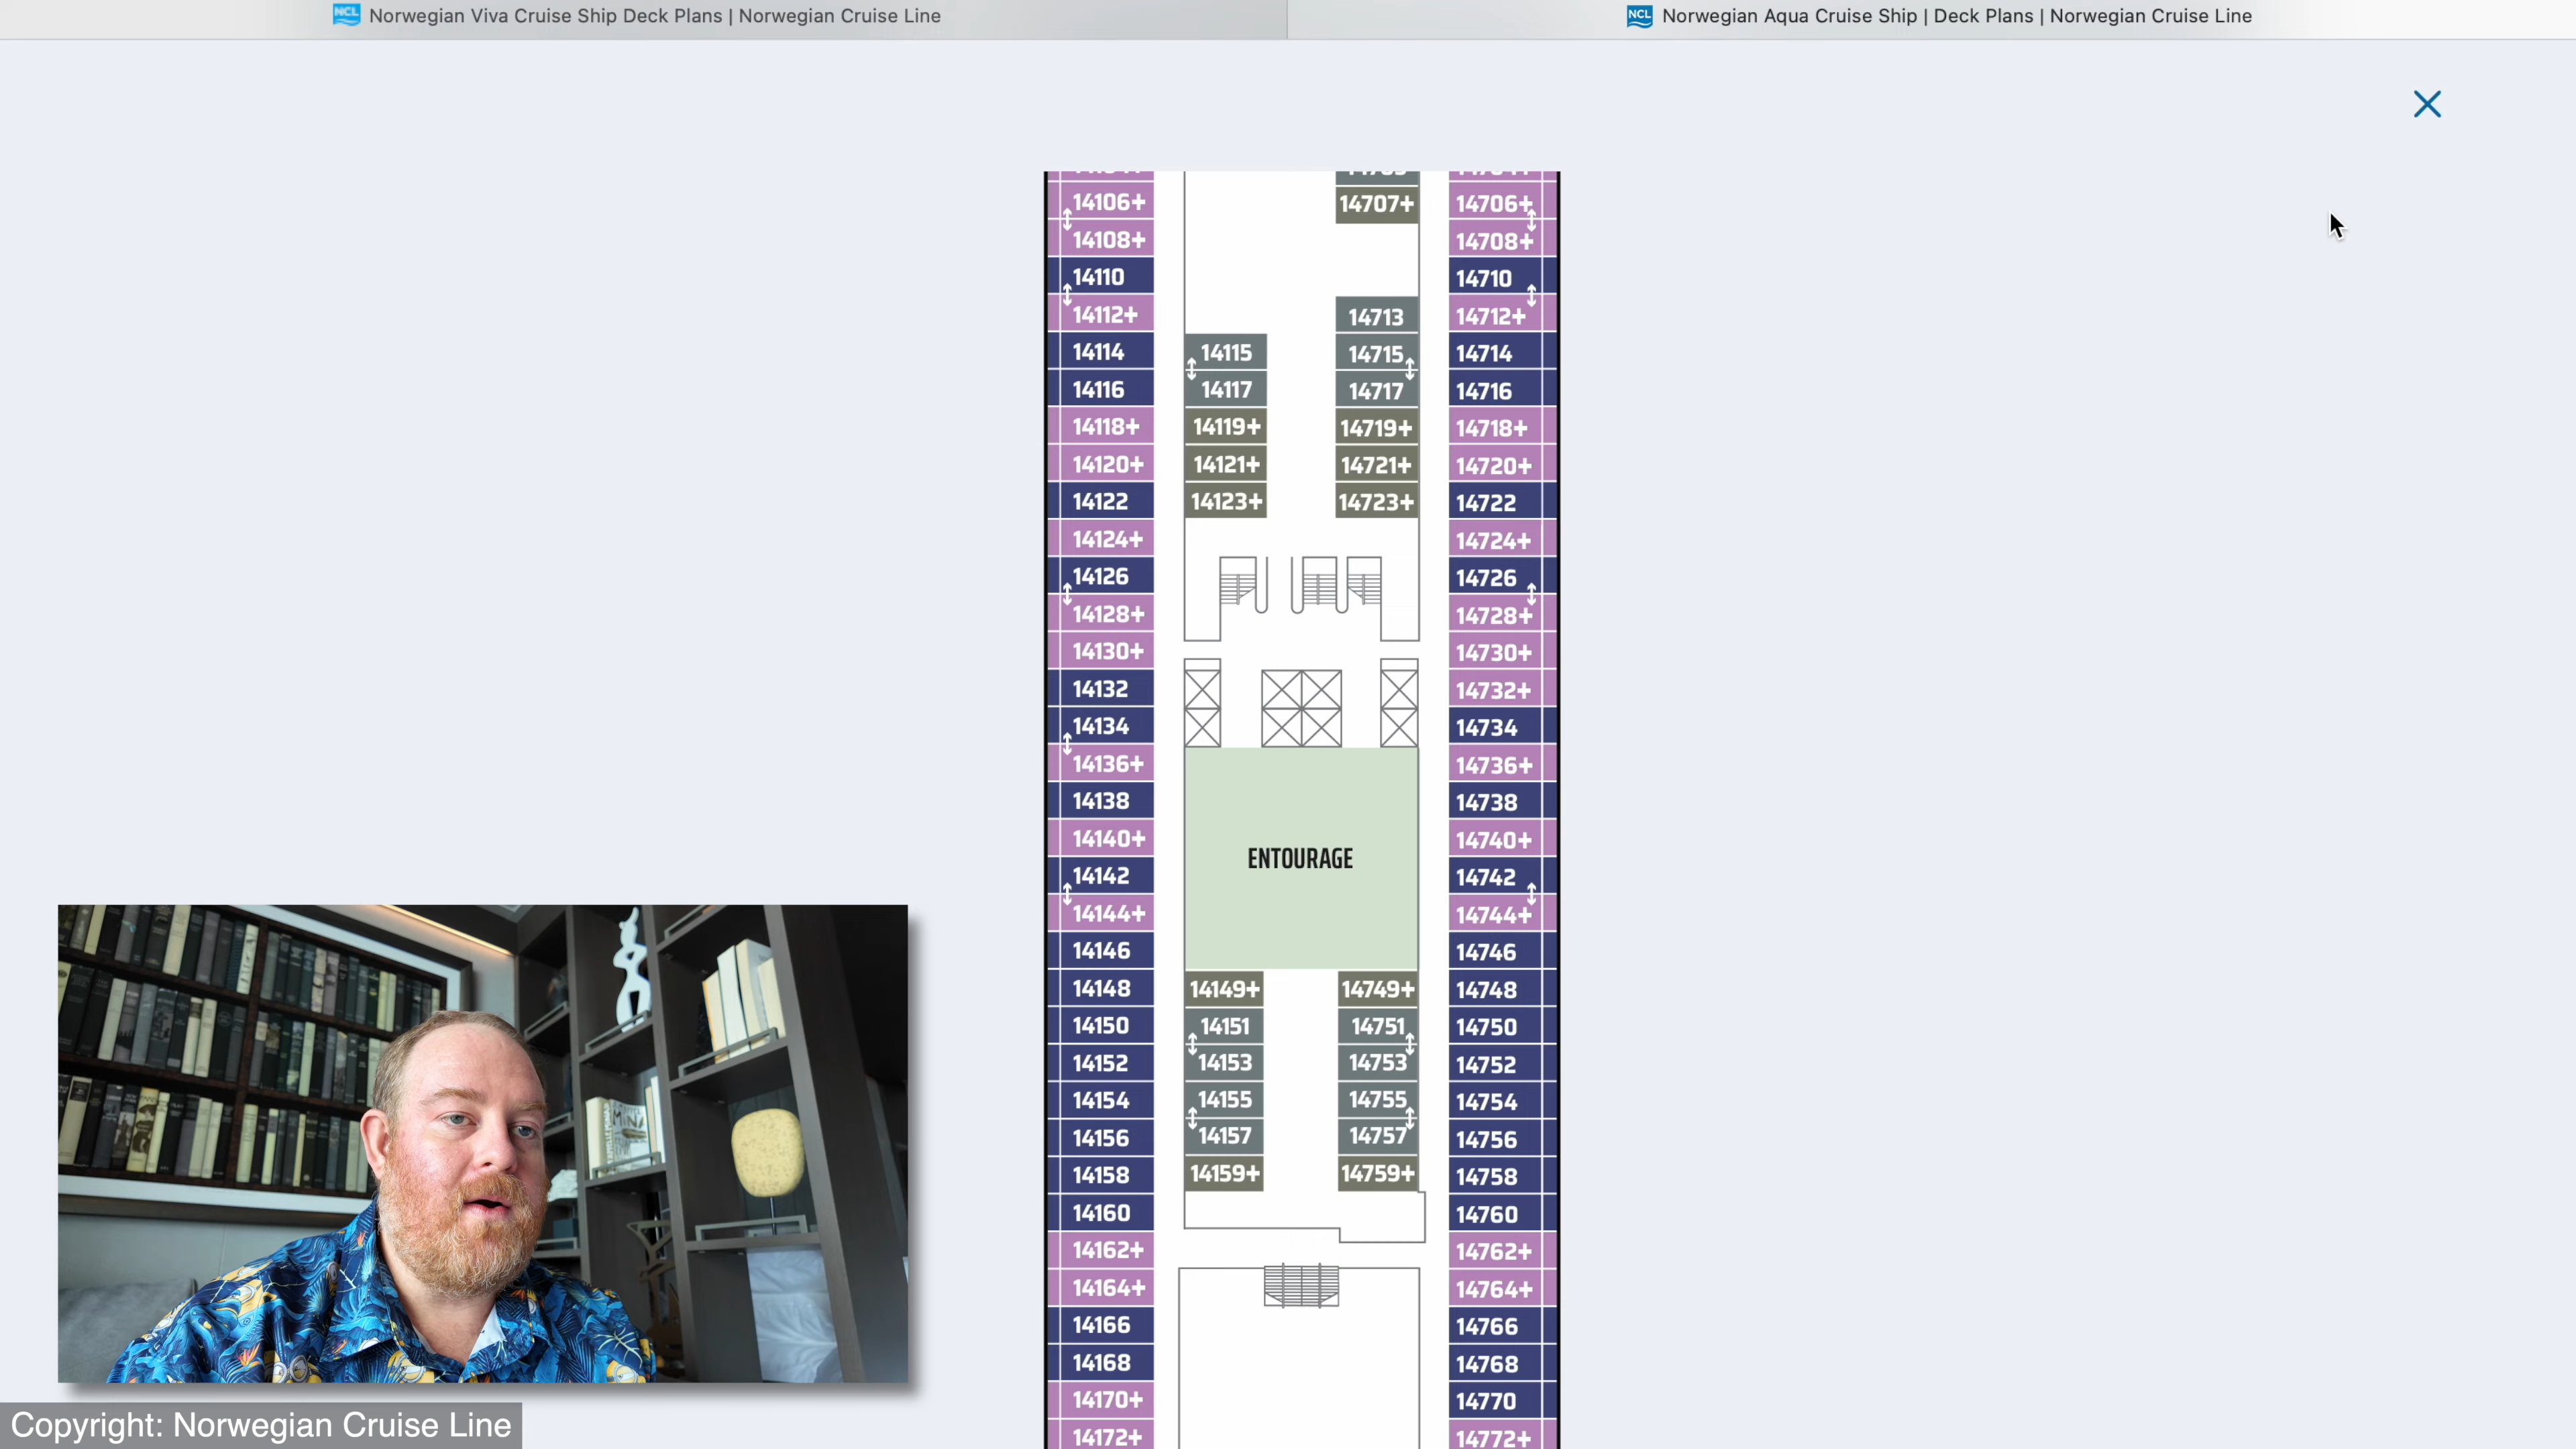 NCL Norwegian Viva Cruise Ship Deck Plans | Norwegian Cruise Line
NCL Norwegian Aqua Cruise Ship | Deck Plans | Norwegian Cruise Line
14106+ 14707+ 14706+
14108+ 14708+
14110 14710
14112+ 14713 14712+
14114 14115 14715 14714
14116 14117 14717 14716
14118+ 14119+ 14719+ 14718+
14120+ 14121+ 14721+ 14720+
14122 14123+ 14723+ 14722
14124+ 14724+
14126 14726
14128+ 14728+
14130+ 14730+
14132 14732+
14134 14734
14136+ 14736+
14138 14738
14140+ 14740+
ENTOURAGE
14142 14742
14144+ 14744+
14146 14746
14148 14149+ 14749+ 14748
14150 14151 14751 14750
14152 14153 14753 14752
14154 14155 14755 14754
14156 14157 14757 14756
14158 14159+ 14759+ 14758
14160 14760
14162+ 14762+
14164+ 14764+
14166 14766
14168 14768
14170+ 14770
14172+ 14772+
Copyright: Norwegian Cruise Line